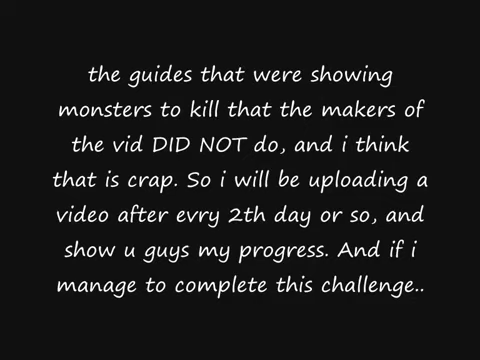 the guides that were showing
monsters to kill that the makers of
the vid DID NOT do, and i think
that is crap. So i will be uploading a
video after evry 2th day or so, and
show u guys my progress. And if i
manage to complete this challenge..